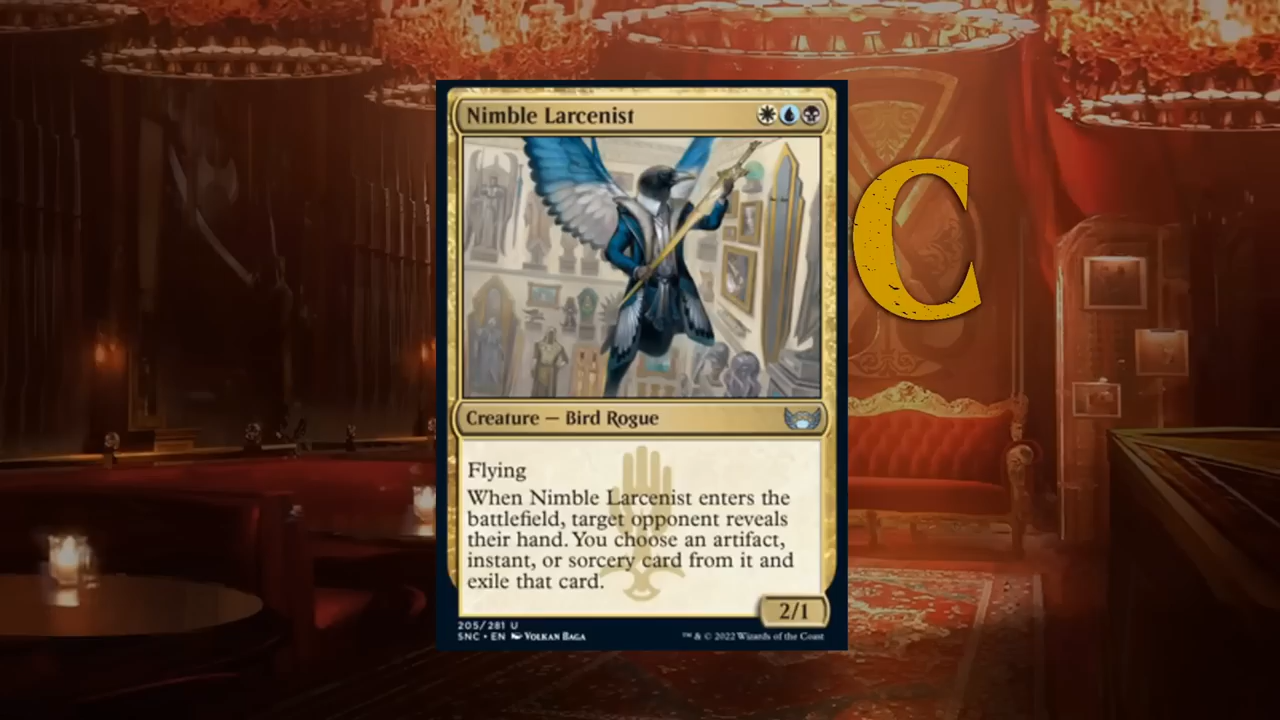 Nimble Larcenist
C
Creature — Bird Rogue
Flying
When Nimble Larcenist enters the
battlefield, target opponent reveals
their hand. You choose an artifact,
instant, or sorcery card from it and
exile that card.
2/1
205/281 U
SNC • EN VOLKAN BAGA
™ & © 2022 Wizards of the Coast